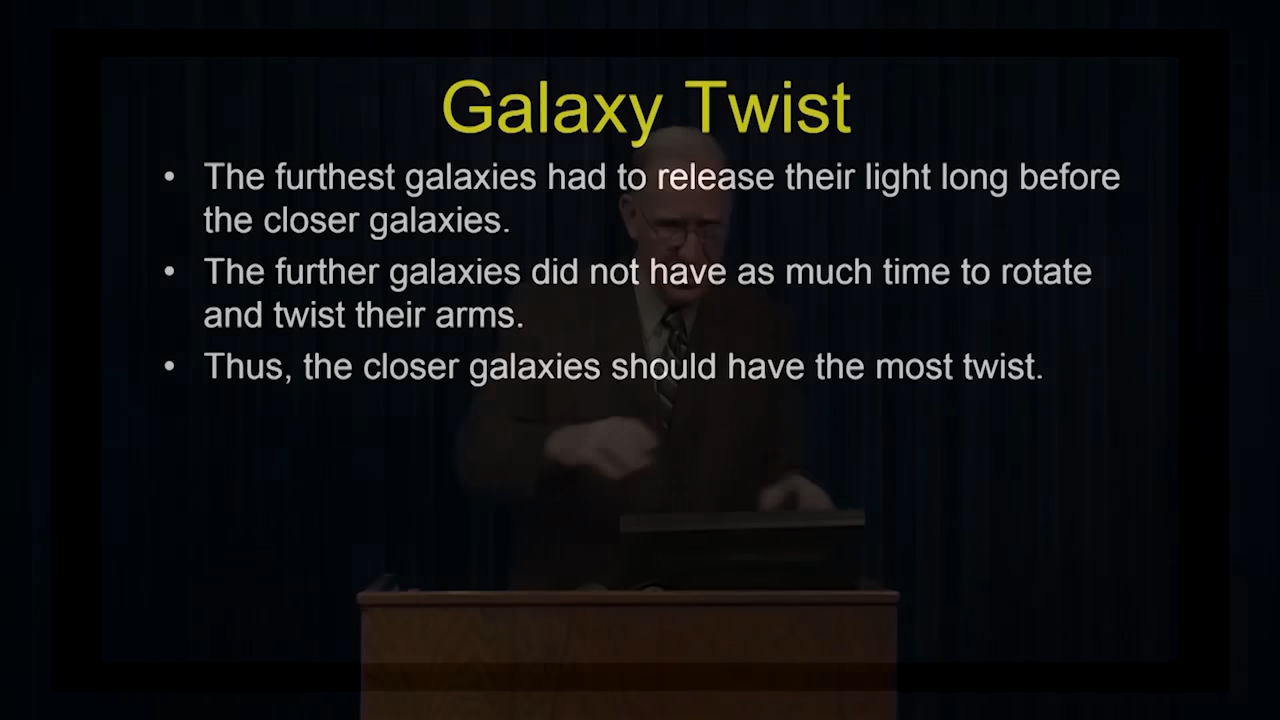 Galaxy Twist
• The furthest galaxies had to release their light long before
the closer galaxies.
• The further galaxies did not have as much time to rotate
and twist their arms.
• Thus, the closer galaxies should have the most twist.